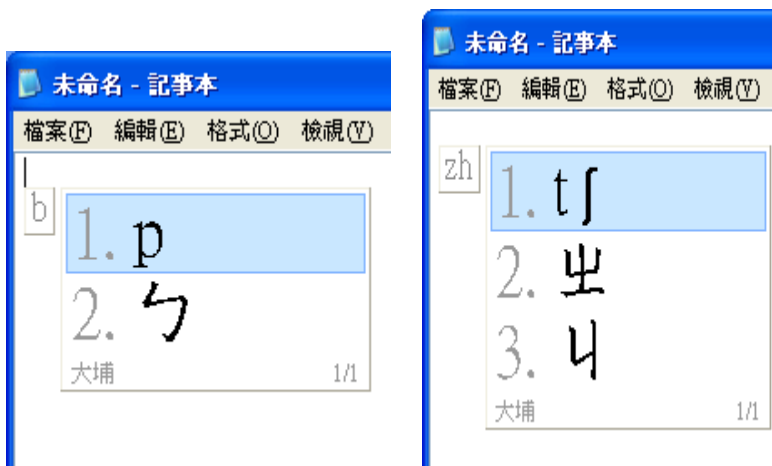 未命名 - 記事本
檔案(F) 編輯(E) 格式(O) 檢視(V)
b
1. p
2. ㄅ
大埔 1/1
未命名 - 記事本
檔案(F) 編輯(E) 格式(O) 檢視(V)
zh
1. tʃ
2. ㄓ
3. ㄐ
大埔 1/1